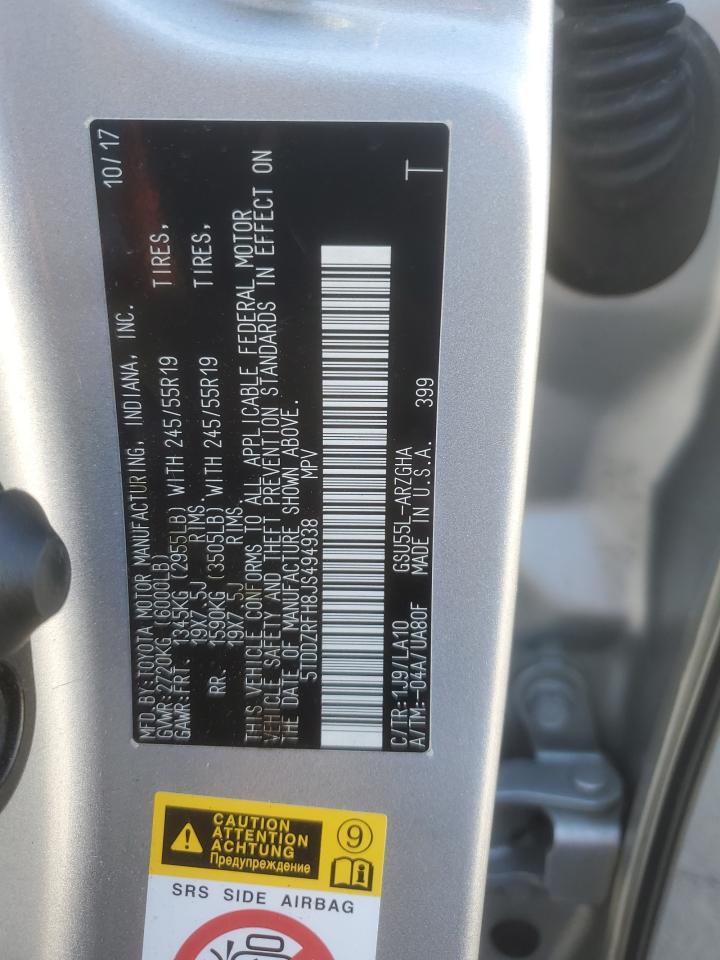 MFD.BY:TOYOTA MOTOR MANUFACTURING, INDIANA, INC. 10/17
GVWR:2720KG (6000LB)
GAWR:FRT. 1345KG (2955LB) WITH 245/55R19 TIRES,
19X7.5J RIMS.
RR. 1590KG (3505LB) WITH 245/55R19 TIRES,
19X7.5J RIMS.
THIS VEHICLE CONFORMS TO ALL APPLICABLE FEDERAL MOTOR
VEHICLE SAFETY AND THEFT PREVENTION STANDARDS IN EFFECT ON
THE DATE OF MANUFACTURE SHOWN ABOVE.
5TDDZRFH8JS494938 MPV
C/TR:1J9/LA10 GSU55L-ARZGHA T
A/TM:-04A/UA80F MADE IN U.S.A. 399
CAUTION
ATTENTION
ACHTUNG
Предупреждение
9
SRS SIDE AIRBAG